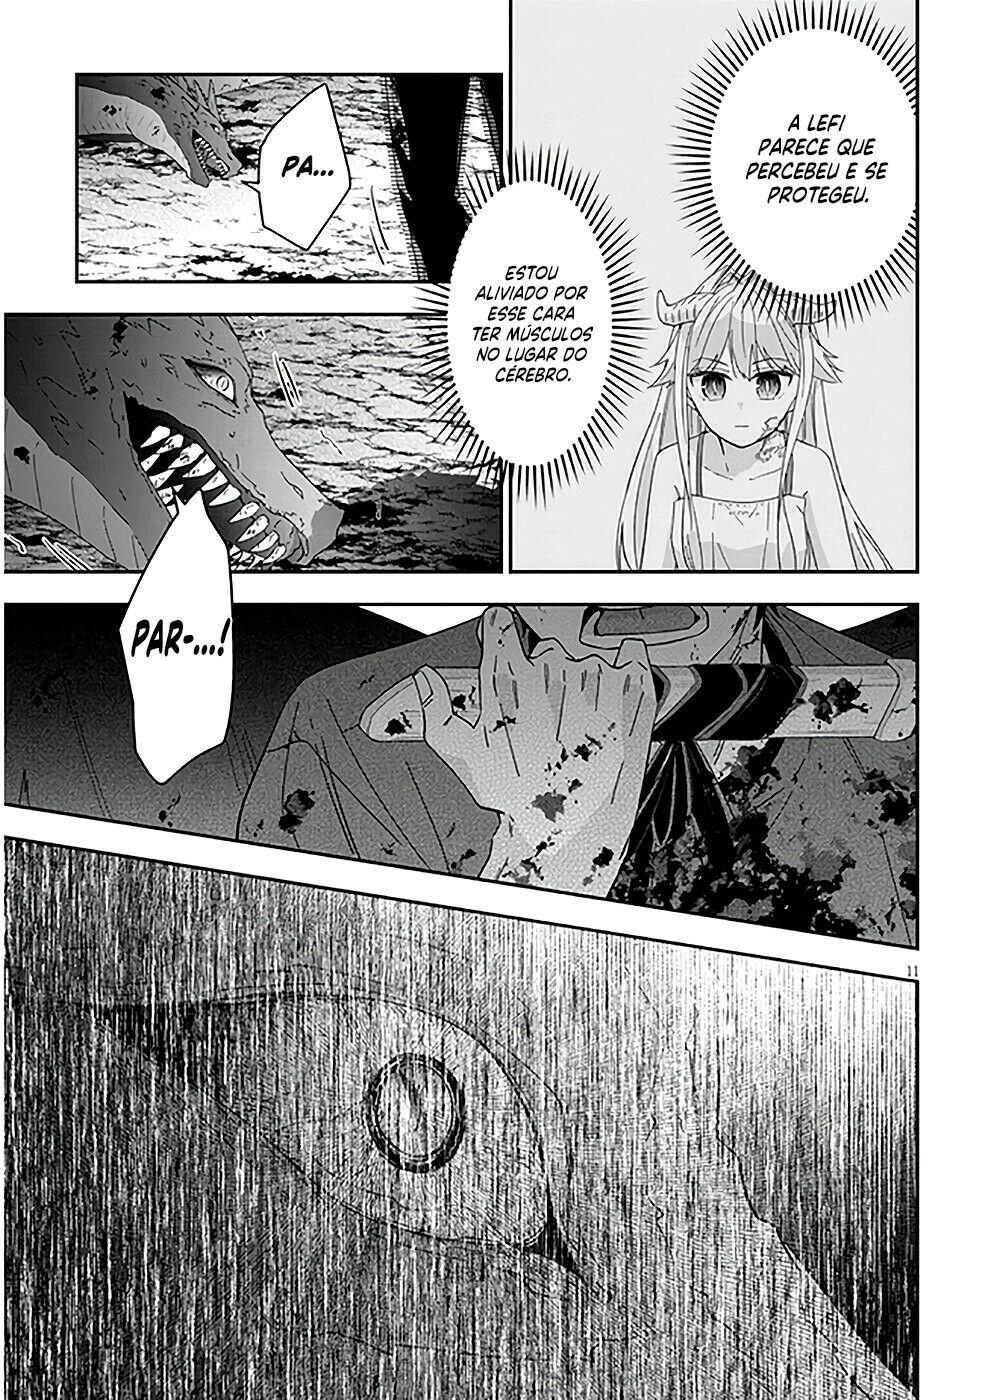 A LEFI
PARECE QUE
PERCEBEU E SE
PROTEGEU.
ESTOU
ALIVIADO POR
ESSE CARA
TER MÚSCULOS
NO LUGAR DO
CÉREBRO.
PA...
PAR-...!
11